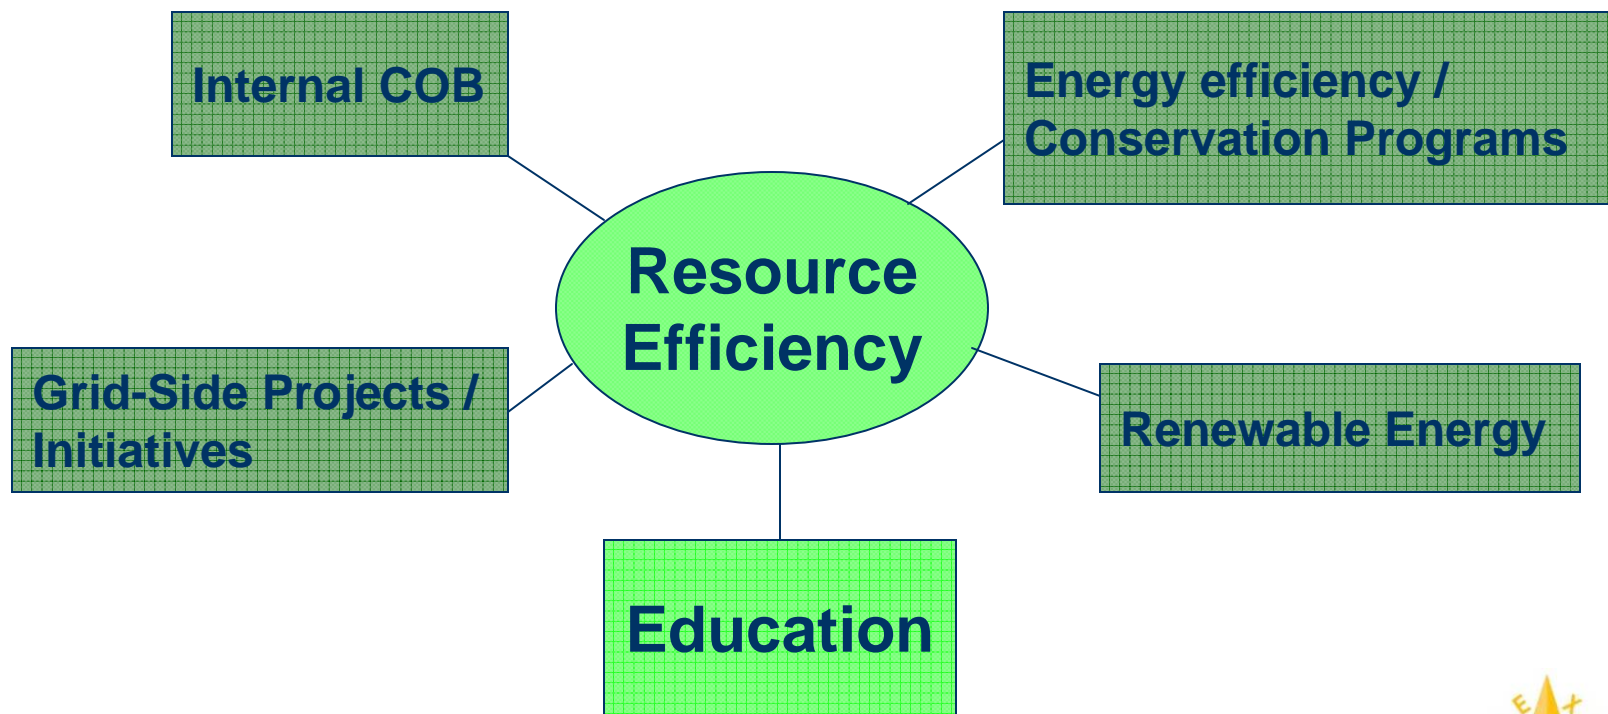 Internal COB
Energy efficiency /
Conservation Programs
Resource
Efficiency
Grid-Side Projects /
Initiatives
Renewable Energy
Education
E X